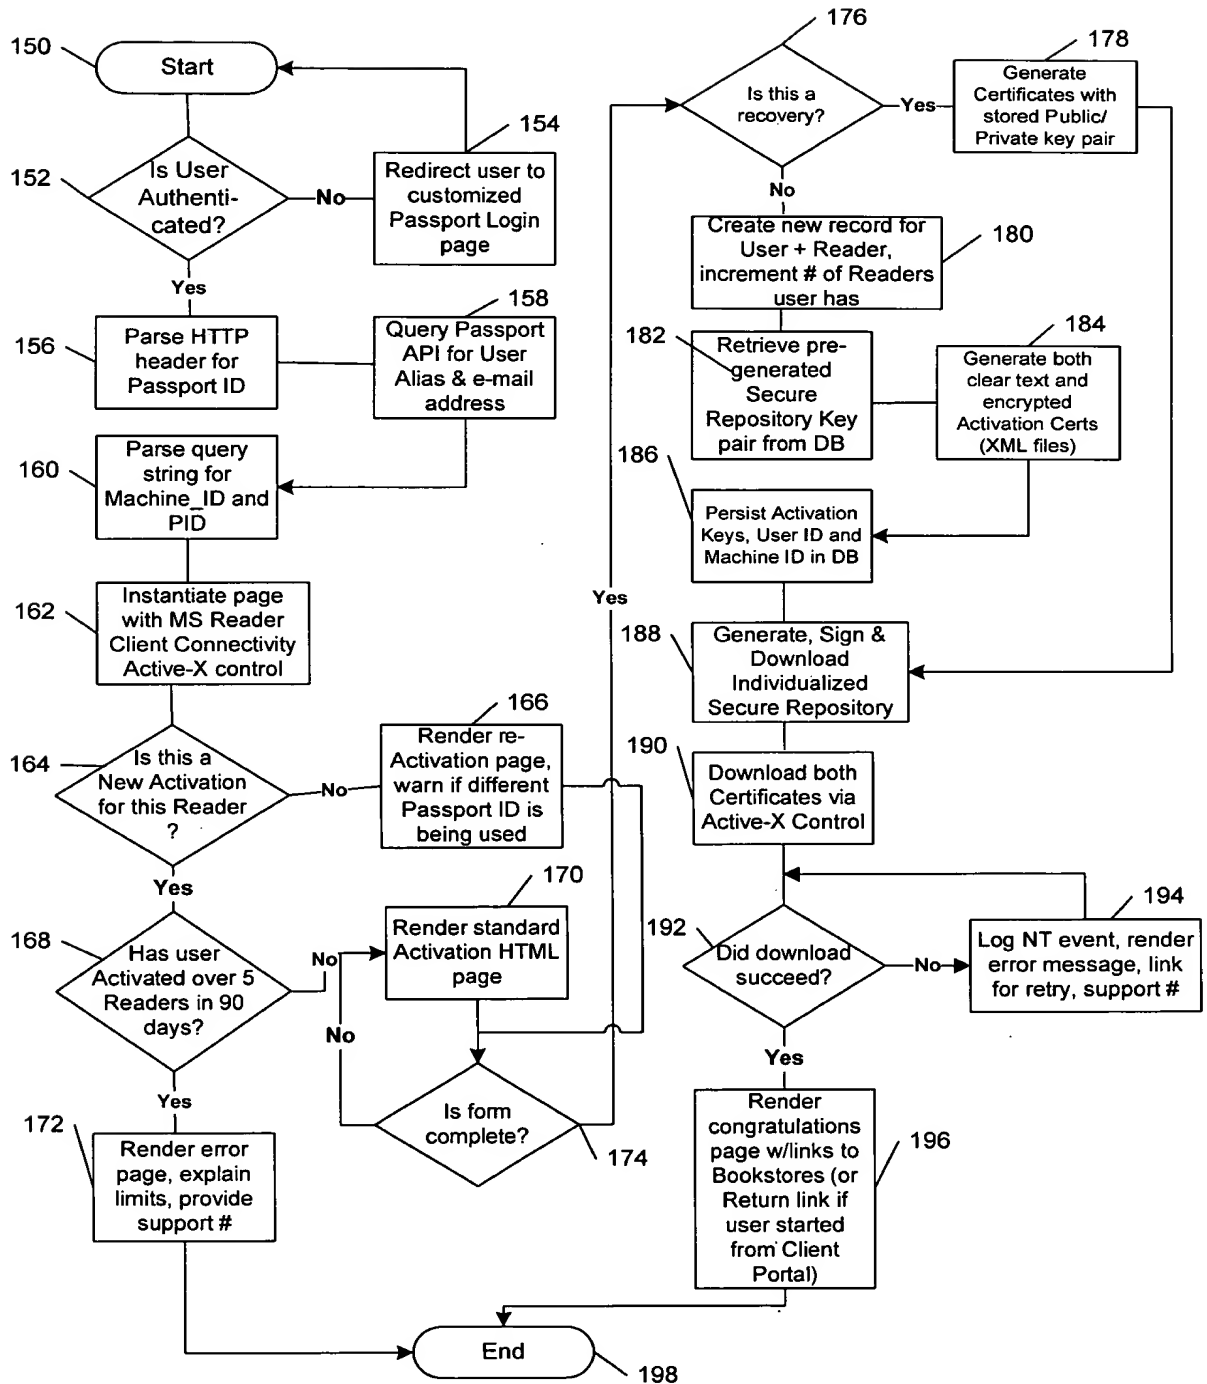 150
Start
152
Is User
Authenti-
cated?
No
154
Redirect user to
customized
Passport Login
page
Yes
156
Parse HTTP
header for
Passport ID
158
Query Passport
API for User
Alias & e-mail
address
160
Parse query
string for
Machine_ID and
PID
162
Instantiate page
with MS Reader
Client Connectivity
Active-X control
164
Is this a
New Activation
for this Reader
?
No
166
Render re-
Activation page,
warn if different
Passport ID is
being used
Yes
168
Has user
Activated over 5
Readers in 90
days?
No
170
Render standard
Activation HTML
page
No
Yes
172
Render error
page, explain
limits, provide
support #
Is form
complete?
174
Yes
176
Is this a
recovery?
Yes
178
Generate
Certificates with
stored Public/
Private key pair
No
180
Create new record for
User + Reader,
increment # of Readers
user has
182
Retrieve pre-
generated
Secure
Repository Key
pair from DB
184
Generate both
clear text and
encrypted
Activation Certs
(XML files)
186
Persist Activation
Keys, User ID and
Machine ID in DB
188
Generate, Sign &
Download
Individualized
Secure Repository
190
Download both
Certificates via
Active-X Control
192
Did download
succeed?
No
194
Log NT event, render
error message, link
for retry, support #
Yes
196
Render
congratulations
page w/links to
Bookstores (or
Return link if
user started
from Client
Portal)
End
198